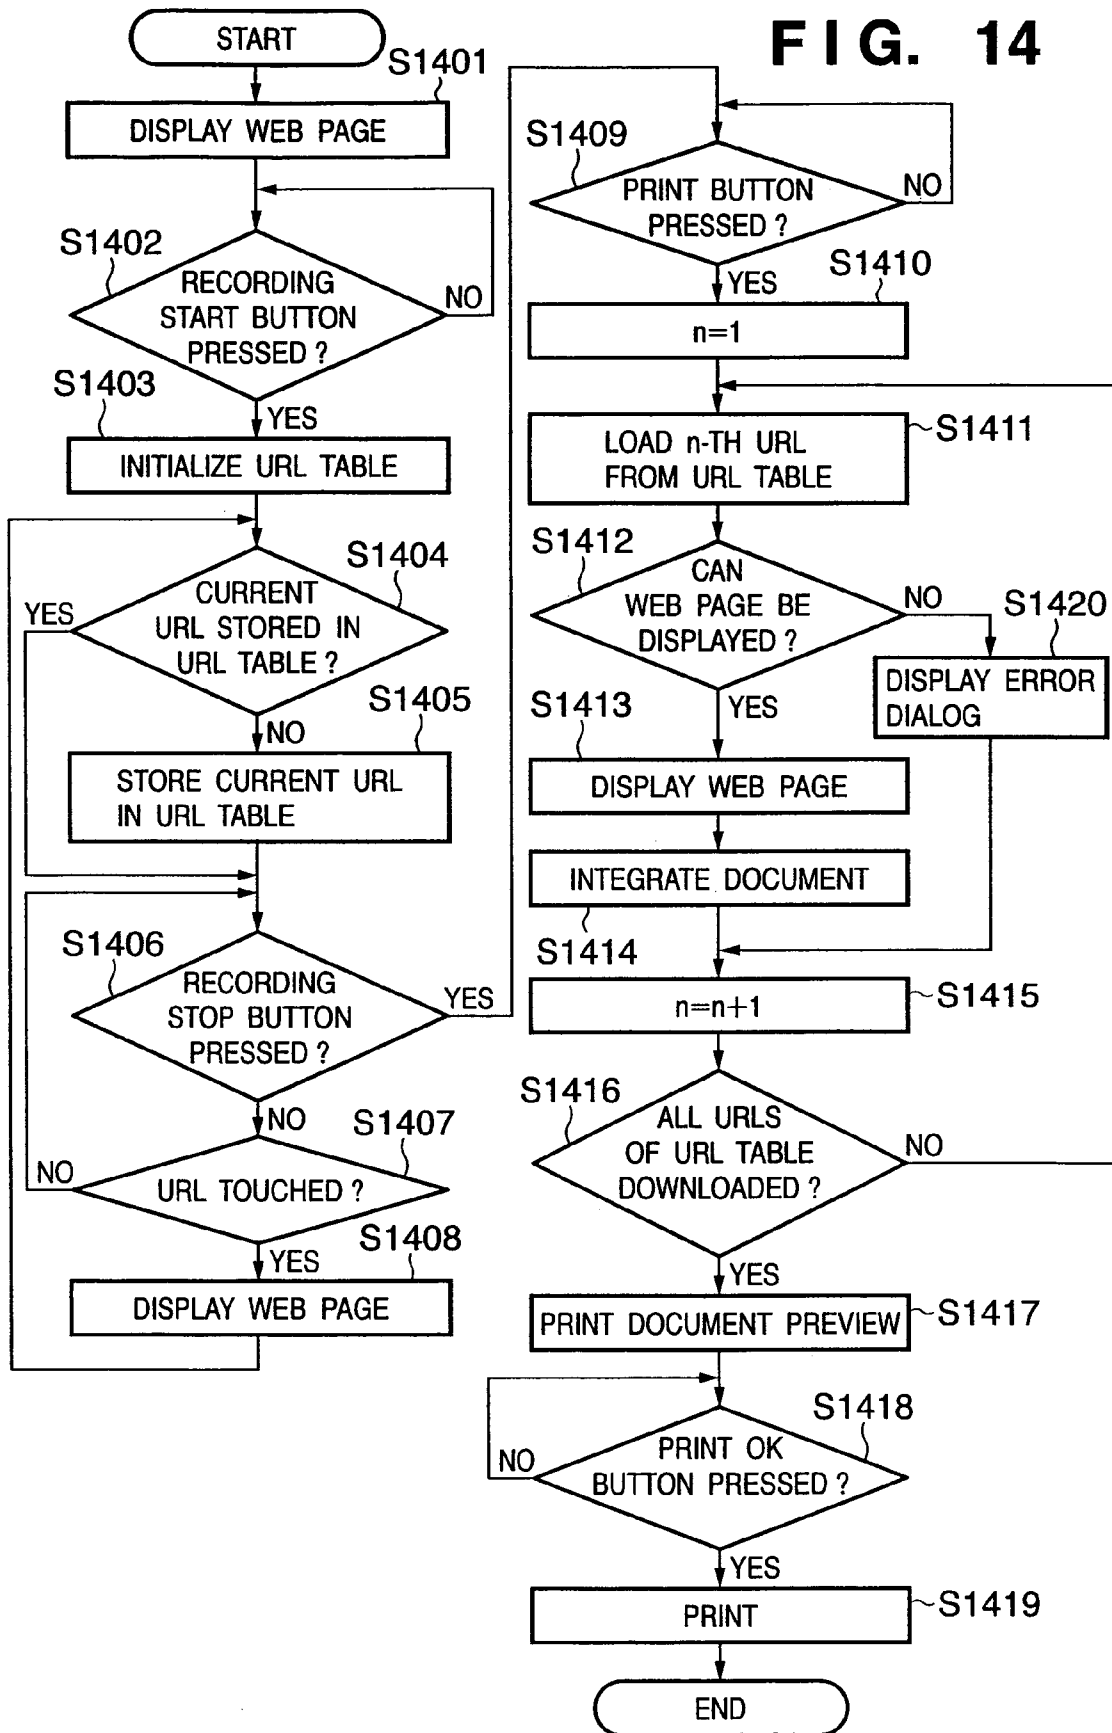 FIG. 14
START
S1401
DISPLAY WEB PAGE
S1402
RECORDING
START BUTTON
PRESSED?
NO
YES
S1403
INITIALIZE URL TABLE
S1404
CURRENT
URL STORED IN
URL TABLE?
YES
NO
S1405
STORE CURRENT URL
IN URL TABLE
S1406
RECORDING
STOP BUTTON
PRESSED?
YES
NO
S1407
URL TOUCHED?
NO
YES
S1408
DISPLAY WEB PAGE
S1409
PRINT BUTTON
PRESSED?
NO
YES
S1410
n=1
LOAD n-TH URL
FROM URL TABLE
S1411
S1412
CAN
WEB PAGE BE
DISPLAYED?
NO
YES
S1420
DISPLAY ERROR
DIALOG
S1413
DISPLAY WEB PAGE
INTEGRATE DOCUMENT
S1414
n=n+1
S1415
S1416
ALL URLS
OF URL TABLE
DOWNLOADED?
NO
YES
PRINT DOCUMENT PREVIEW
S1417
S1418
PRINT OK
BUTTON PRESSED?
NO
YES
PRINT
S1419
END